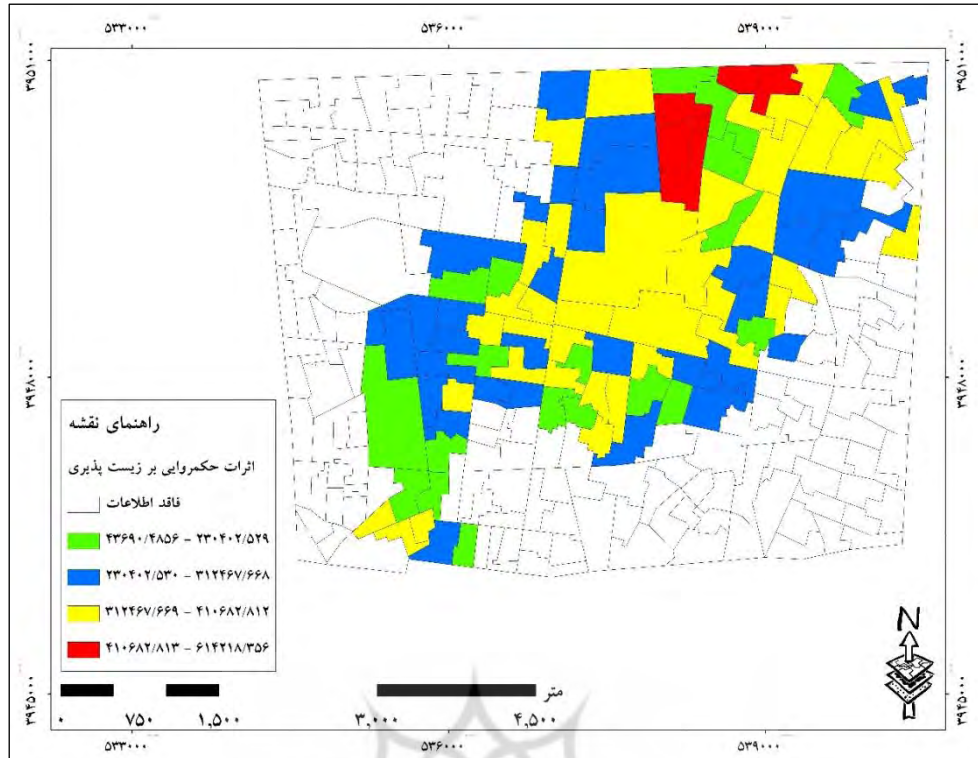 ۵۳۳۰۰۰ ۵۳۶۰۰۰ ۵۳۹۰۰۰
۳۹۵۱۰۰۰ ۳۹۵۱۰۰۰
۳۹۴۸۰۰۰ ۳۹۴۸۰۰۰
راهنمای نقشه
اثرات حکمروایی بر زیست پذیری
فاقد اطلاعات
۴۳۶۹۰/۴۸۵۶ - ۲۳۰۴۰۲/۵۲۹
۲۳۰۴۰۲/۵۳۰ - ۳۱۲۴۶۷/۶۶۸
۳۱۲۴۶۷/۶۶۹ - ۴۱۰۶۸۲/۸۱۲
۴۱۰۶۸۲/۸۱۳ - ۶۱۴۲۱۸/۳۵۶
N
متر
۳۹۴۵۰۰۰ ۳۹۴۵۰۰۰
۰ ۷۵۰ ۱,۵۰۰ ۳,۰۰۰ ۴,۵۰۰
۵۳۳۰۰۰ ۵۳۶۰۰۰ ۵۳۹۰۰۰